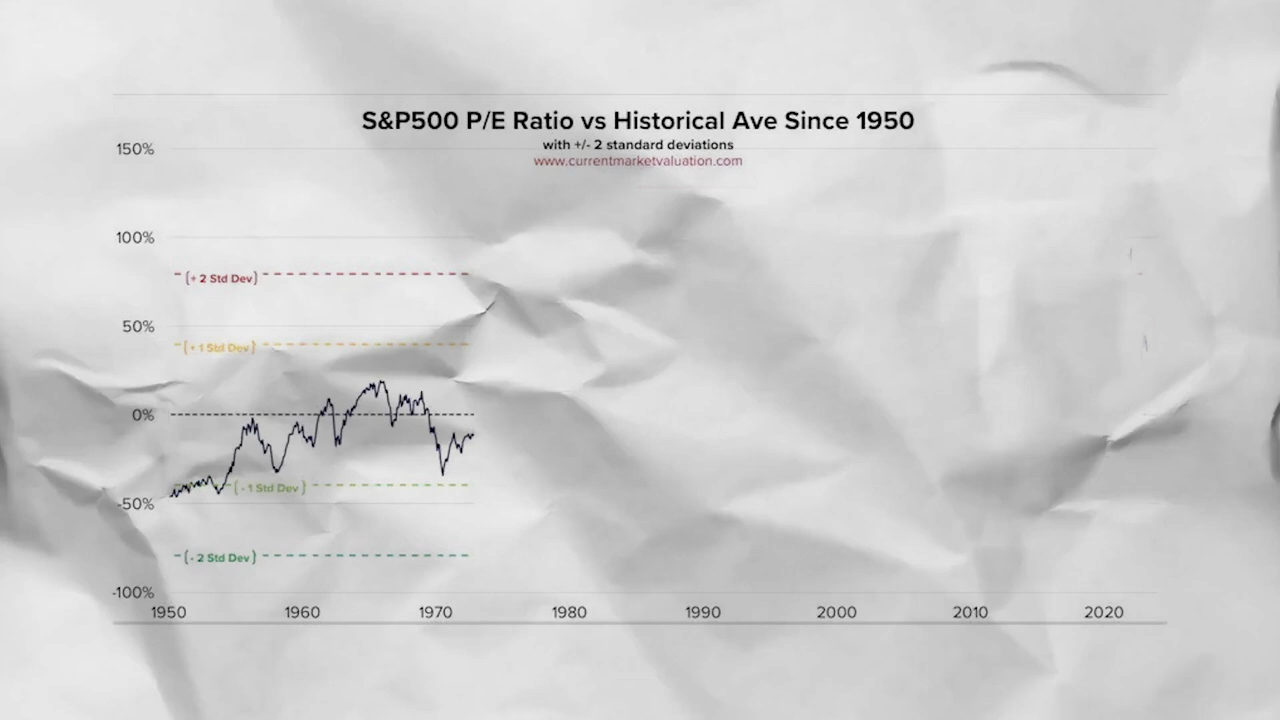 S&P500 P/E Ratio vs Historical Ave Since 1950
with +/- 2 standard deviations
www.currentmarketvaluation.com
150%
100%
(+ 2 Std Dev)
50%
(+ 1 Std Dev)
0%
(- 1 Std Dev)
-50%
(- 2 Std Dev)
-100%
1950 1960 1970 1980 1990 2000 2010 2020